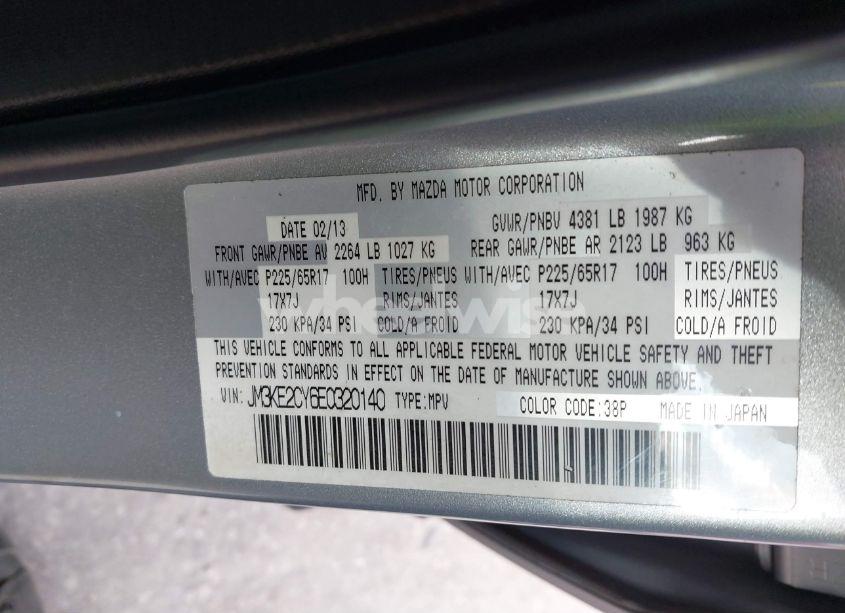 MFD. BY MAZDA MOTOR CORPORATION
DATE 02/13 GVWR/PNBV 4381 LB 1987 KG
FRONT GAWR/PNBE AV 2264 LB 1027 KG REAR GAWR/PNBE AR 2123 LB 963 KG
WITH/AVEC P225/65R17 100H TIRES/PNEUS WITH/AVEC P225/65R17 100H TIRES/PNEUS
17X7J RIMS/JANTES 17X7J RIMS/JANTES
230 KPA/34 PSI COLD/A FROID 230 KPA/34 PSI COLD/A FROID
wheelwise
THIS VEHICLE CONFORMS TO ALL APPLICABLE FEDERAL MOTOR VEHICLE SAFETY AND THEFT
PREVENTION STANDARDS IN EFFECT ON THE DATE OF MANUFACTURE SHOWN ABOVE.
VIN: JM3KE2CY6E0320140 TYPE:MPV COLOR CODE:38P MADE IN JAPAN